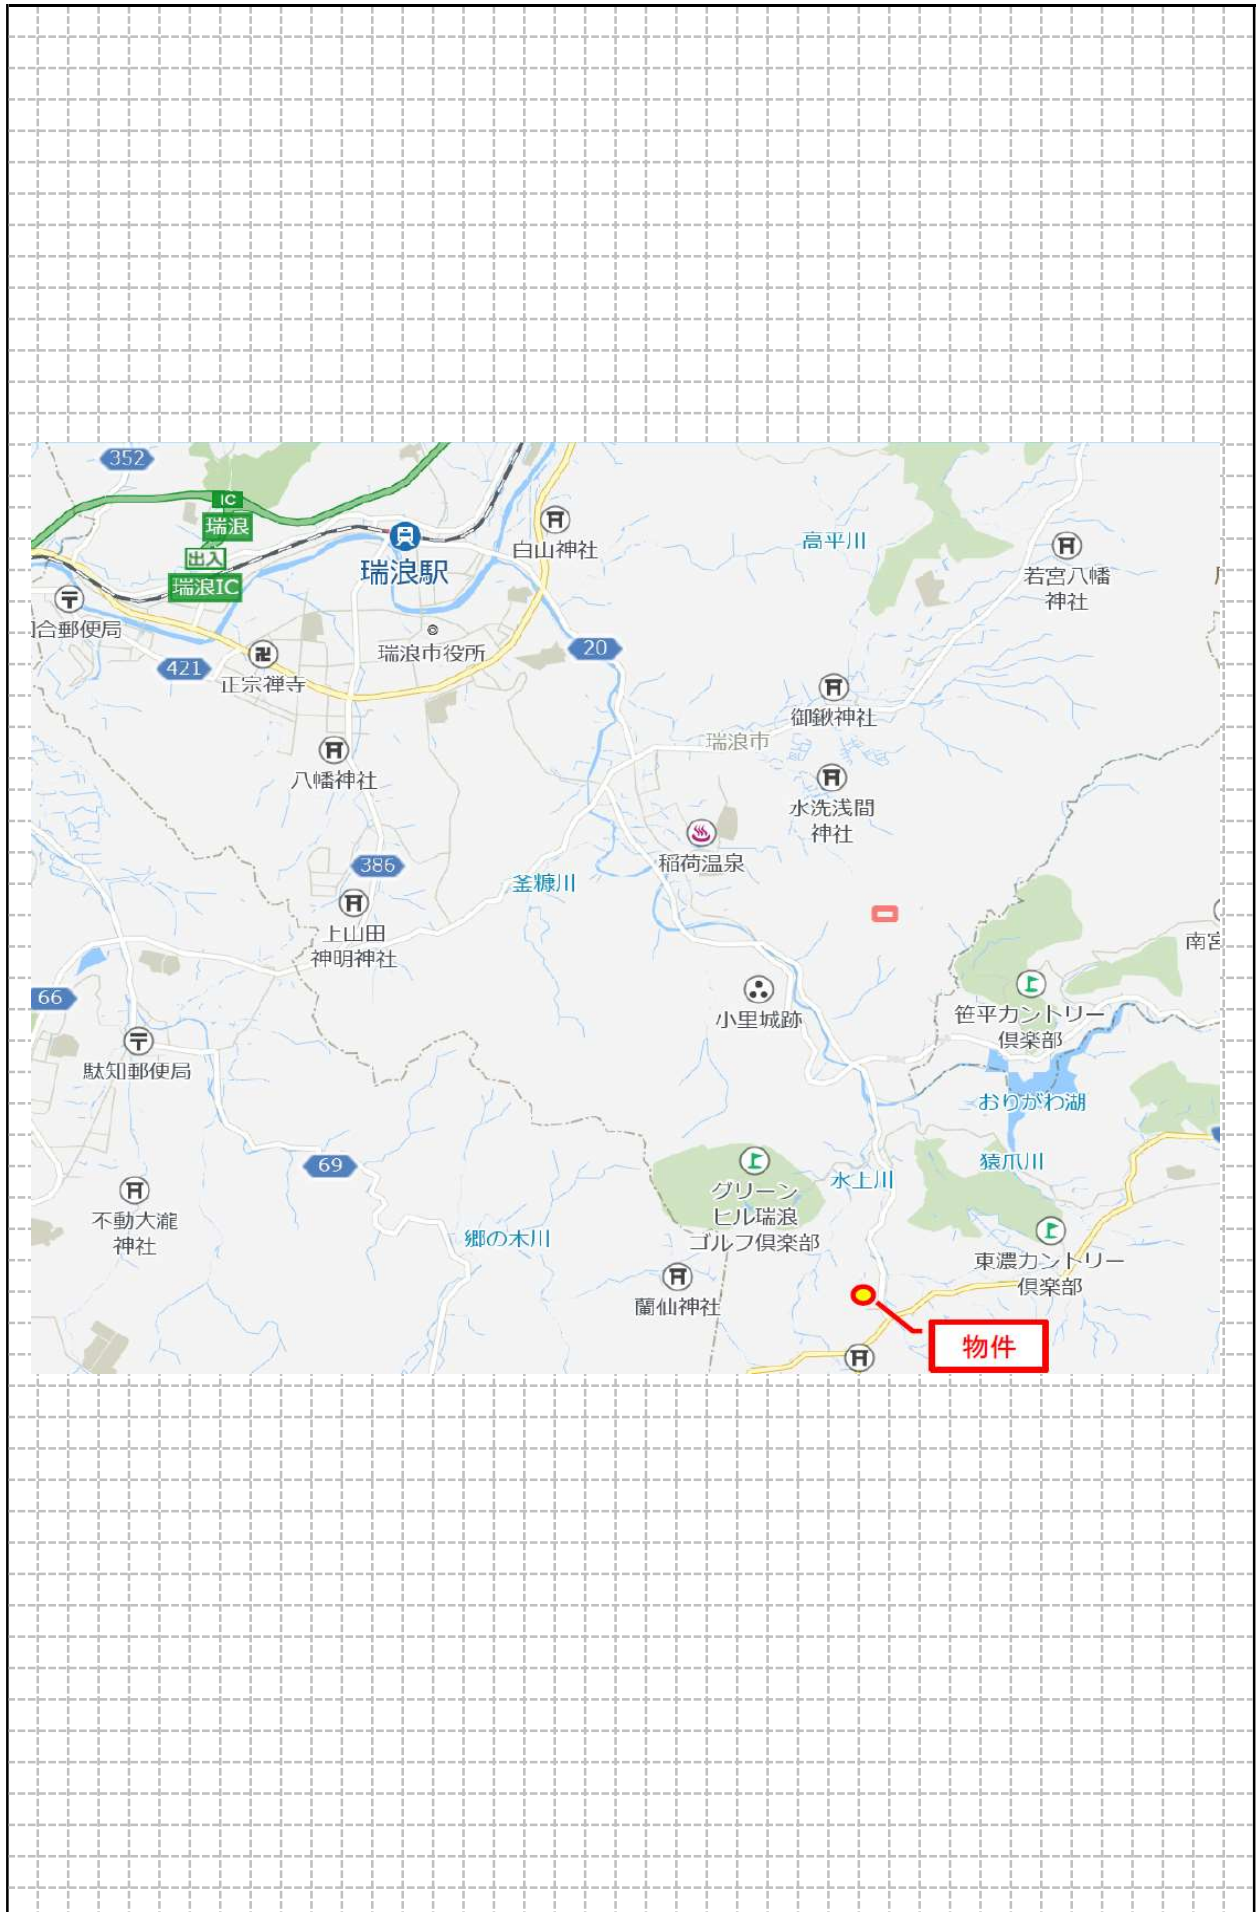 352
IC
瑞浪
出入
瑞浪IC
瑞浪駅
白山神社
高平川
若宮八幡
神社
合郵便局
421
正宗禅寺
瑞浪市役所
20
御鍬神社
瑞浪市
八幡神社
水洗浅間
神社
稲荷温泉
386
釜糠川
上山田
神明神社
南宮
66
小里城跡
笹平カントリー
倶楽部
駄知郵便局
おりがわ湖
69
猿爪川
グリーン
ヒル瑞浪
ゴルフ倶楽部
水上川
不動大瀧
神社
郷の木川
東濃カントリー
倶楽部
蘭仙神社
物件